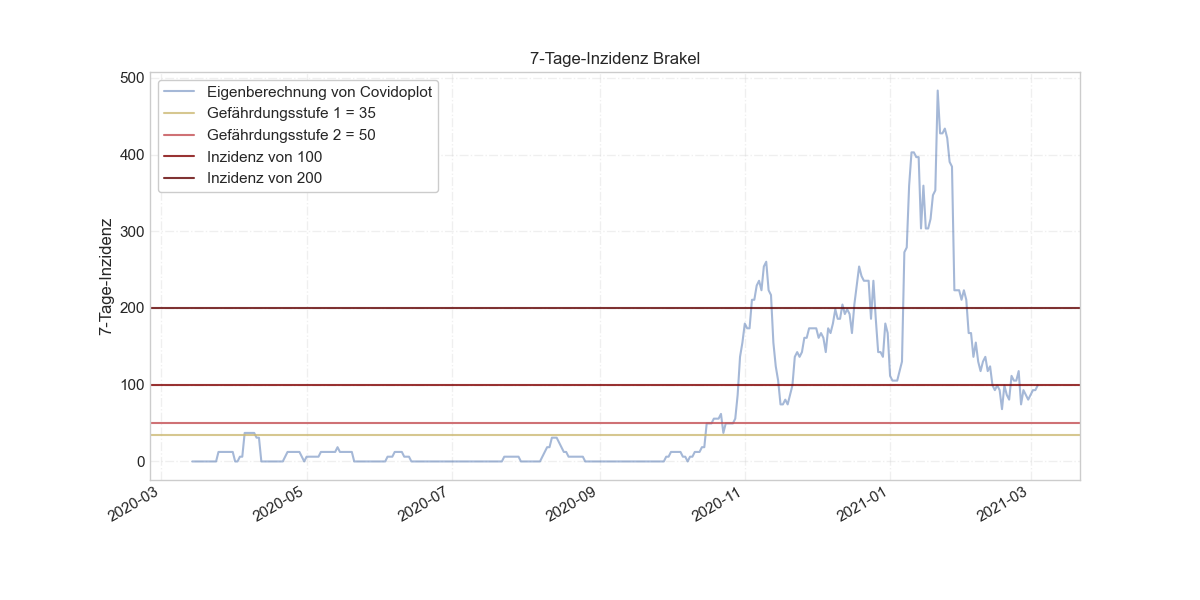 7-Tage-Inzidenz Brakel
7-Tage-Inzidenz
500
400
300
200
100
0
Eigenberechnung von Covidoplot
Gefährdungsstufe 1 = 35
Gefährdungsstufe 2 = 50
Inzidenz von 100
Inzidenz von 200
2020-03
2020-05
2020-07
2020-09
2020-11
2021-01
2021-03